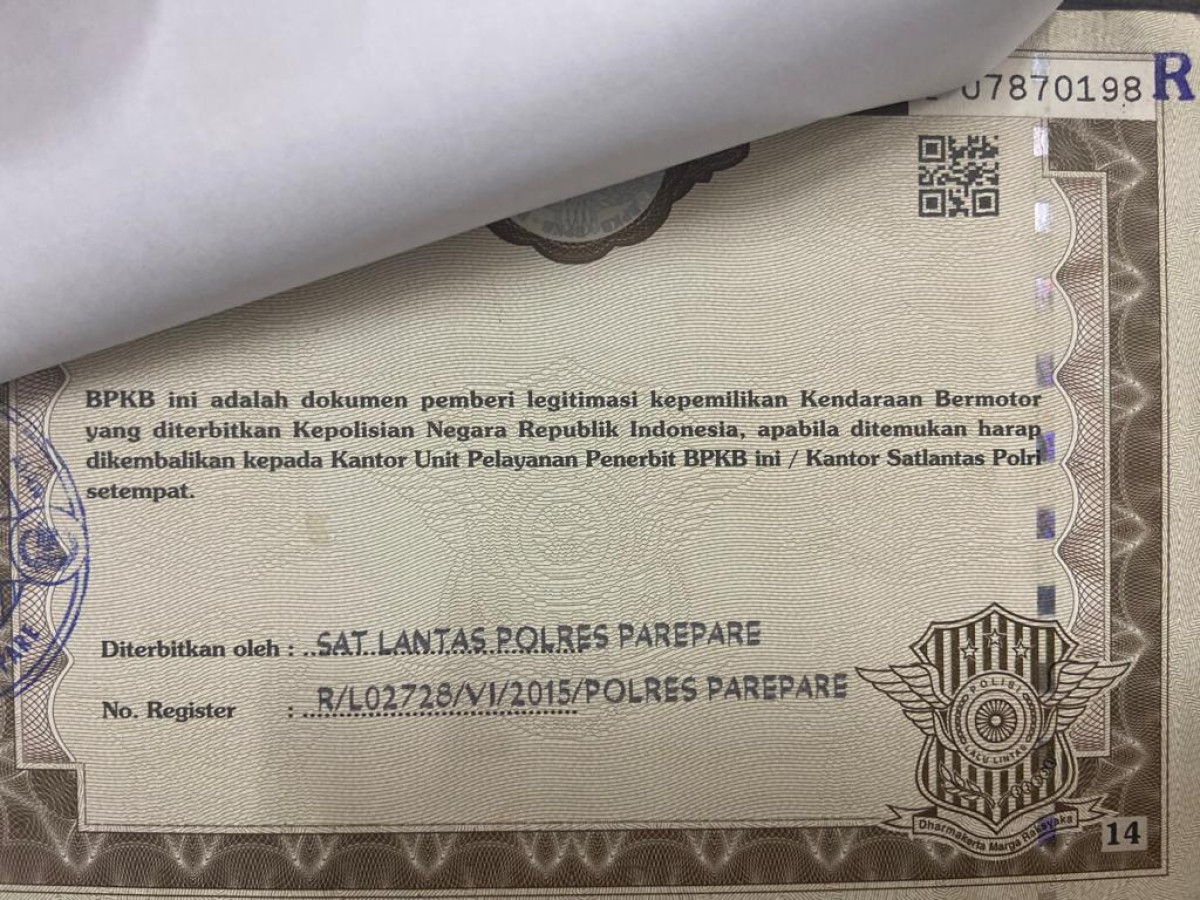 07870198 R
BPKB ini adalah dokumen pemberi legitimasi kepemilikan Kendaraan Bermotor
yang diterbitkan Kepolisian Negara Republik Indonesia, apabila ditemukan harap
dikembalikan kepada Kantor Unit Pelayanan Penerbit BPKB ini / Kantor Satlantas Polri
setempat.
Diterbitkan oleh : SAT LANTAS POLRES PAREPARE
No. Register : R/L02728/VI/2015/POLRES PAREPARE
POLISI
LALU-LINTAS
Dharmakerta Marga Raksyaka
14